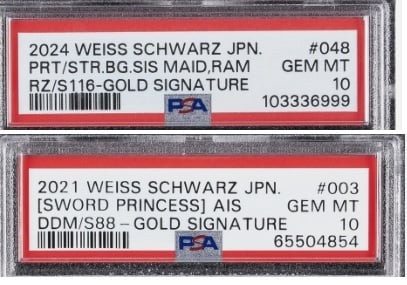 2024 WEISS SCHWARZ JPN. #048
PRT/STR.BG.SIS MAID,RAM GEM MT
RZ/S116-GOLD SIGNATURE 10
PSA 103336999
2021 WEISS SCHWARZ JPN. #003
[SWORD PRINCESS] AIS GEM MT
DDM/S88 – GOLD SIGNATURE 10
PSA 65504854